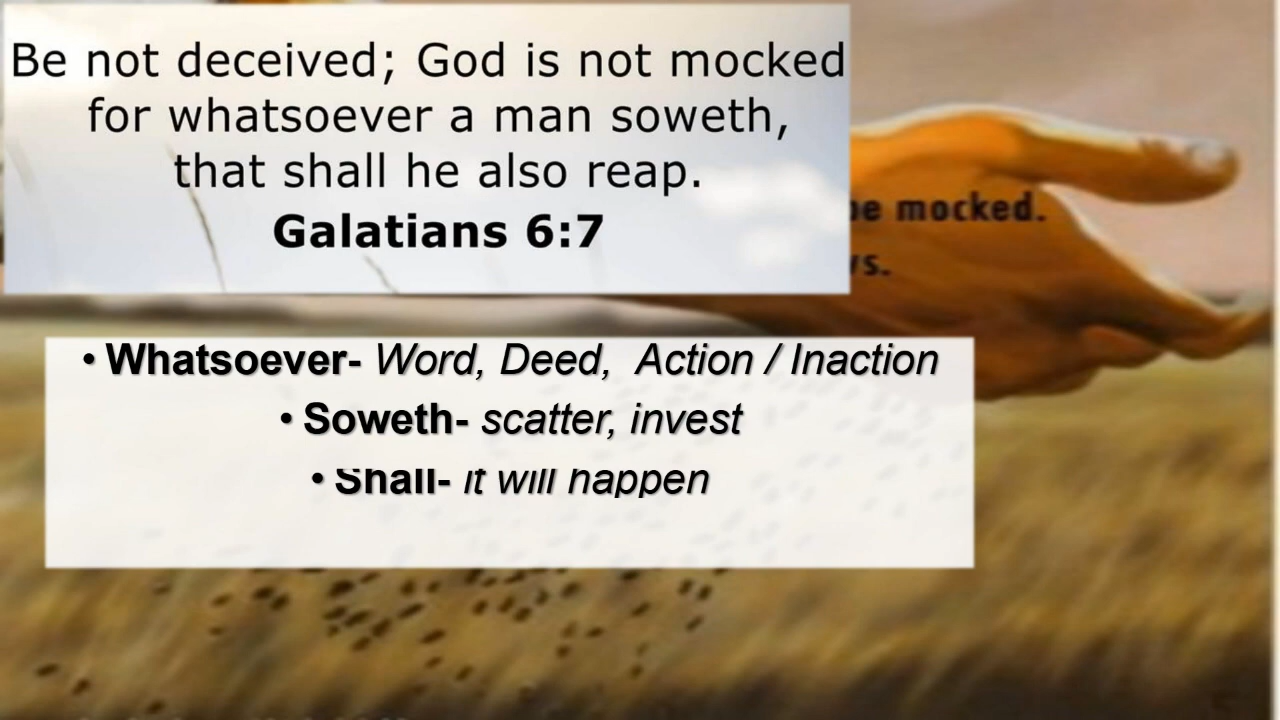 Be not deceived; God is not mocked
for whatsoever a man soweth,
that shall he also reap.
Galatians 6:7
be mocked.
• Whatsoever- Word, Deed, Action / Inaction
• Soweth- scatter, invest
• Shall- it will happen